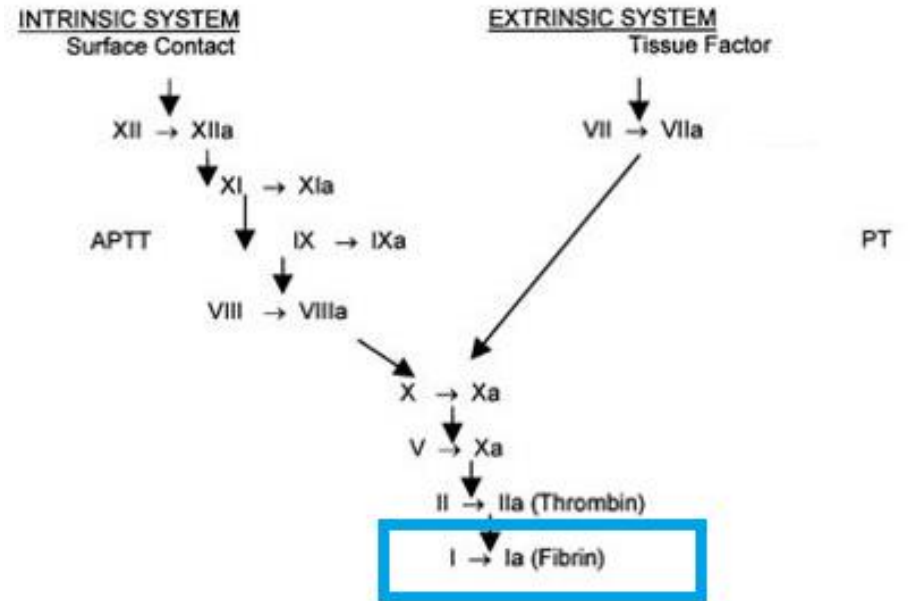 INTRINSIC SYSTEM
Surface Contact
EXTRINSIC SYSTEM
Tissue Factor
XII → XIIa
VII → VIIa
XI → XIa
APTT
IX → IXa
PT
VIII → VIIIa
X → Xa
V → Xa
II → IIa (Thrombin)
I → Ia (Fibrin)